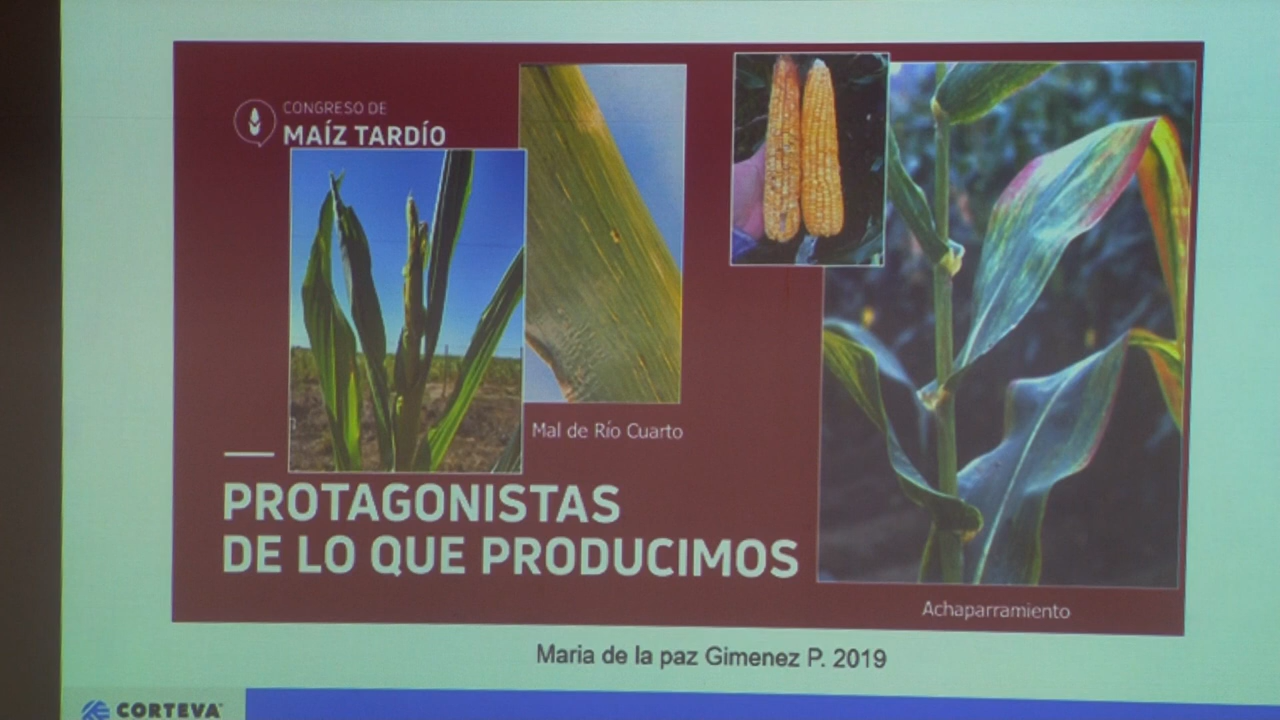 CONGRESO DE
MAÍZ TARDÍO
Mal de Río Cuarto
PROTAGONISTAS
DE LO QUE PRODUCIMOS
Achaparramiento
Maria de la paz Gimenez P. 2019
CORTEVA